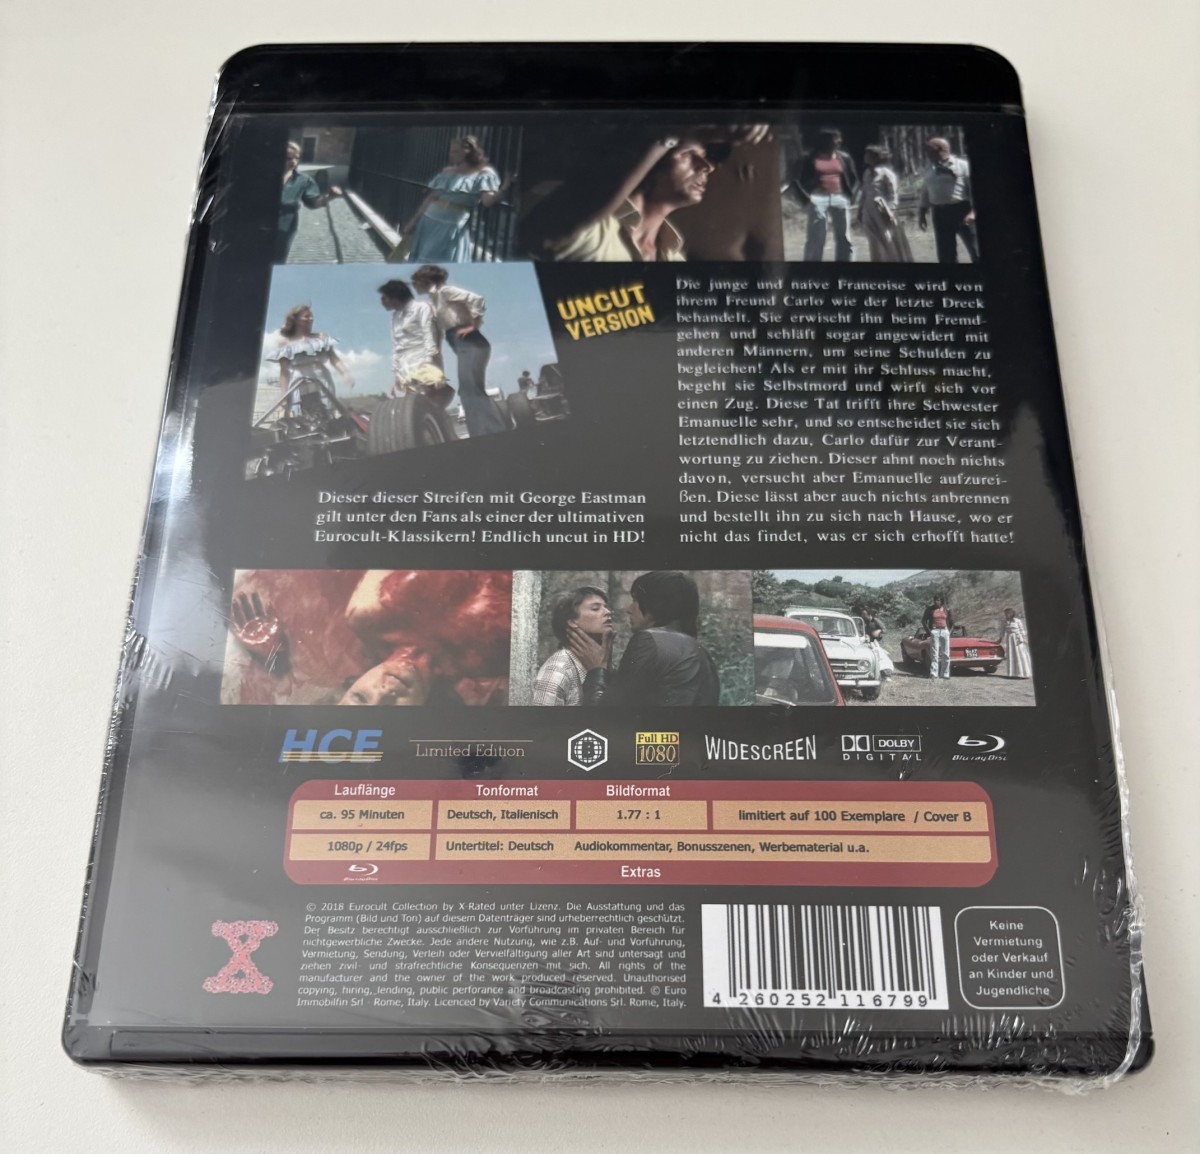 UNCUT
VERSION
Die junge und naive Francoise wird von
ihrem Freund Carlo wie der letzte Dreck
behandelt. Sie erwischt ihn beim Fremd-
gehen und schläft sogar angewidert mit
anderen Männern, um seine Schulden zu
begleichen! Als er mit ihr Schluss macht,
begeht sie Selbstmord und wirft sich vor
einen Zug. Diese Tat trifft ihre Schwester
Emanuelle sehr, und so entscheidet sie sich
letztendlich dazu, Carlo dafür zur Verant-
wortung zu ziehen. Dieser ahnt noch nichts
davon, versucht aber Emanuelle aufzurei-
ßen. Diese lässt aber auch nichts anbrennen
und bestellt ihn zu sich nach Hause, wo er
nicht das findet, was er sich erhofft hatte!
Dieser dieser Streifen mit George Eastman
gilt unter den Fans als einer der ultimativen
Eurocult-Klassikern! Endlich uncut in HD!
HCE
Limited Edition
Full HD
1080
WIDESCREEN
DOLBY
DIGITAL
Blu-ray Disc
Lauflänge Tonformat Bildformat
ca. 95 Minuten Deutsch, Italienisch 1.77 : 1 limitiert auf 100 Exemplare / Cover B
1080p / 24fps Untertitel: Deutsch Audiokommentar, Bonusszenen, Werbematerial u.a.
Blu-ray Disc Extras
© 2018 Eurocult Collection by X-Rated unter Lizenz. Die Ausstattung und das
Programm (Bild und Ton) auf diesem Datenträger sind urheberrechtlich geschützt.
Der Besitz berechtigt ausschließlich zur Vorführung im privaten Bereich für
nichtgewerbliche Zwecke. Jede andere Nutzung, wie z.B. Auf- und Vorführung,
Vermietung, Sendung, Verleih oder Vervielfältigung aller Art sind untersagt und
ziehen zivil- und strafrechtliche Konsequenzen mit sich. All rights of the
manufacturer and the owner of the work produced reserved. Unauthorised
copying, hiring, lending, public perforance and broadcasting prohibited. © Euro
Immobilfin Srl - Rome, Italy. Licenced by Variety Communications Srl. Rome, Italy.
4 260252 116799
Keine
Vermietung
oder Verkauf
an Kinder und
Jugendliche